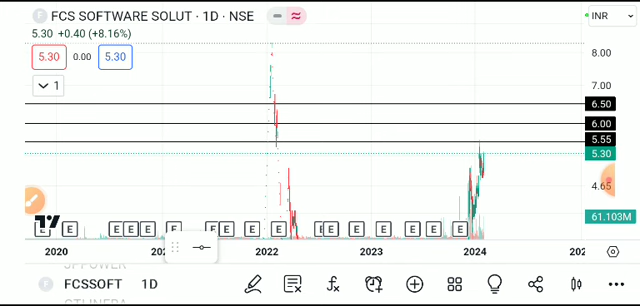 FCS SOFTWARE SOLUT · 1D · NSE
INR
5.30 +0.40 (+8.16%)
5.30 0.00 5.30
1
8.00
7.00
6.50
6.00
5.55
5.30
4.65
61.103M
E E E E E E E E E E E E E E E E
2020 2022 2023 2024
FCSSOFT 1D